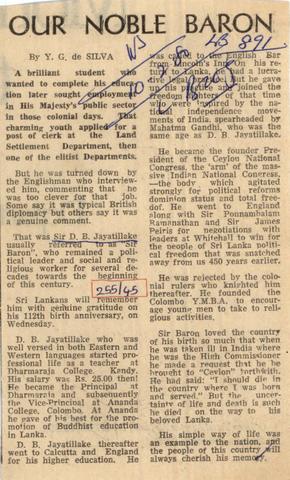 OUR NOBLE BARON
By Y. G. de SILVA
A brilliant student who
wanted to complete his educa-
tion later sought employment
in His Majesty's public sector
in those colonial days. That
charming youth applied for a
post of clerk at the Land
Settlement Department, then
one of the elitist Departments.
But he was turned down by
the Englishman who interview-
ed him, commenting that he
was too clever for that job.
Some say it was typical British
diplomacy but others say it was
a genuine comment.
That was Sir D. B. Jayatilleke
usually referred to as "Sir
Baron", who remained a poli-
tical leader and social and re-
ligious worker for several de-
cades towards the beginning
of this century.
255/45
Sri Lankans will remember
him with genuine gratitude on
his 112th birth anniversary, on
Wednesday.
D. B. Jayatilleke who was
well versed in both Eastern and
Western languages started pro-
fessional life as a teacher at
Dharmaraja College, Kandy.
His salary was Rs. 25.00 then!
He became the Principal at
Dharmaraja and subsequently
the Vice-Principal at Ananda
College, Colombo. At Ananda
he gave of his best for the pro-
motion of Buddhist education
in Lanka.
D. B. Jayatilleke thereafter
went to Calcutta and England
for his higher education. He
was called to the English Bar
from Lincoln's Inn
to Lanka, had a lucra-
tive legal but he gave
and joined the
freedom fighters of that time
who were inspired by the na-
tional independence move-
ments of India spearheaded by
Mahatma Gandhi, who was the
same age as D. B. Jayatilleke.
He became the founder Presi-
dent of the Ceylon National
Congress, the 'arm' of the mas-
sive Indian National Congress,
—the body which agitated
strongly for political reforms
dominion status and total free-
dom. He went to England
along with Sir Ponnambalam
Ramanathan and Sir James
Peiris for negotiations with
leaders at Whitehall to win for
the people of Sri Lanka politi-
cal freedom that was snatched
away from us 450 years earlier.
He was rejected by the colo-
nial rulers who knighted him
thereafter. He founded the
Colombo Y.M.B.A. to encour-
age young men to take to reli-
gious activities.
Sir Baron loved the country
of his birth so much that when
he was taken ill in India where
he was the High Commissioner
he made a request that he be
brought to "Ceylon" forthwith.
He had said: "I should die in
the country where I was born
and served." But the uncer-
tainty of life and death is such
he died on the way to his
beloved Lanka.
His simple way of life was
an example to the nation, and
the people of this country will
always cherish his memory.